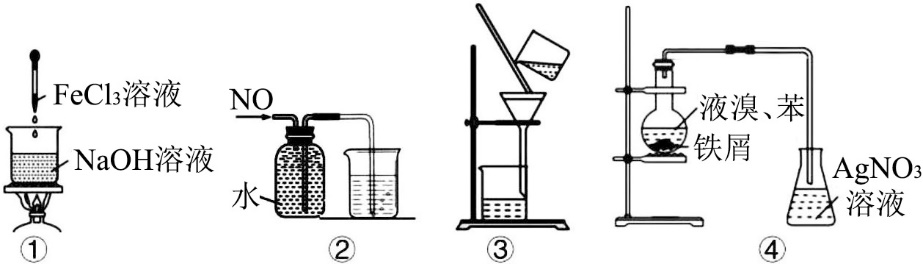 FeCl₃溶液
NaOH溶液
①
NO
水
②
③
液溴、苯
铁屑
AgNO₃
溶液
④